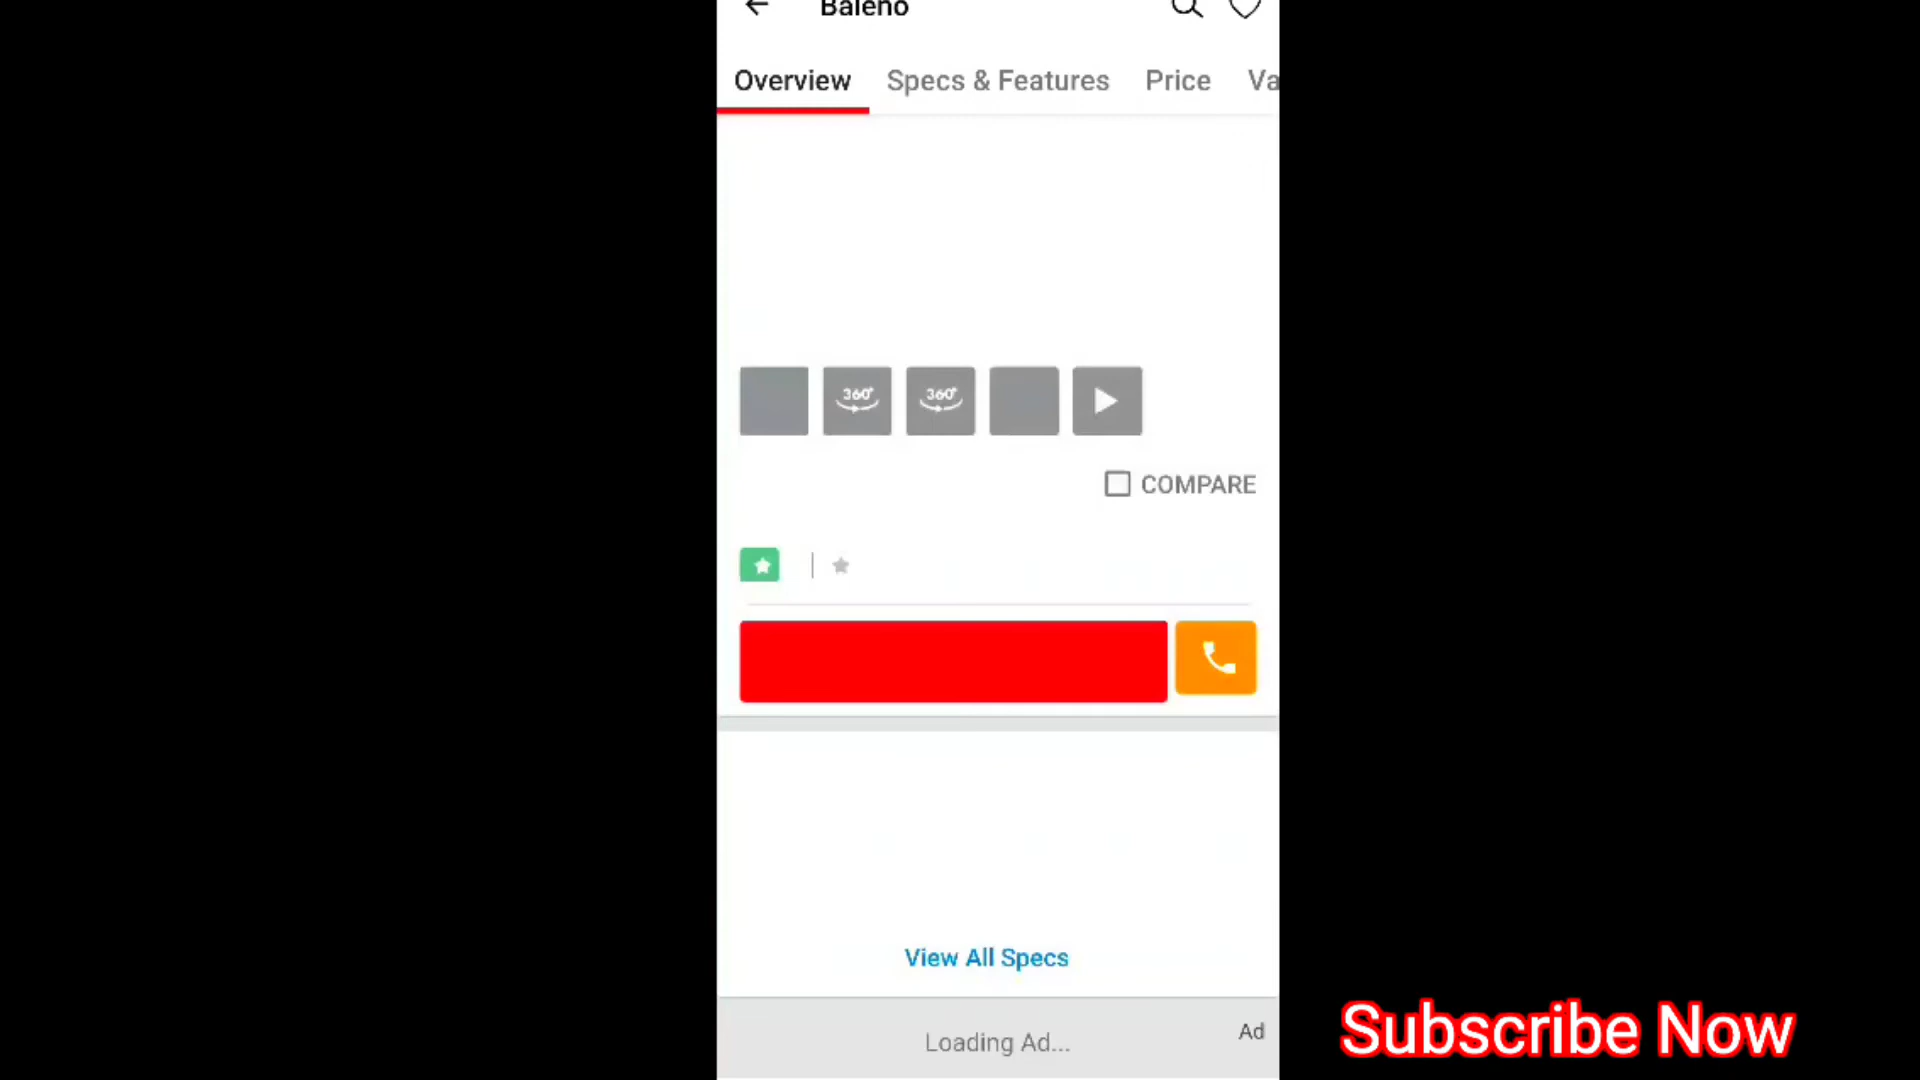 Baleno
Overview Specs & Features Price Va
360°
360°
COMPARE
View All Specs
Loading Ad...
Ad
Subscribe Now